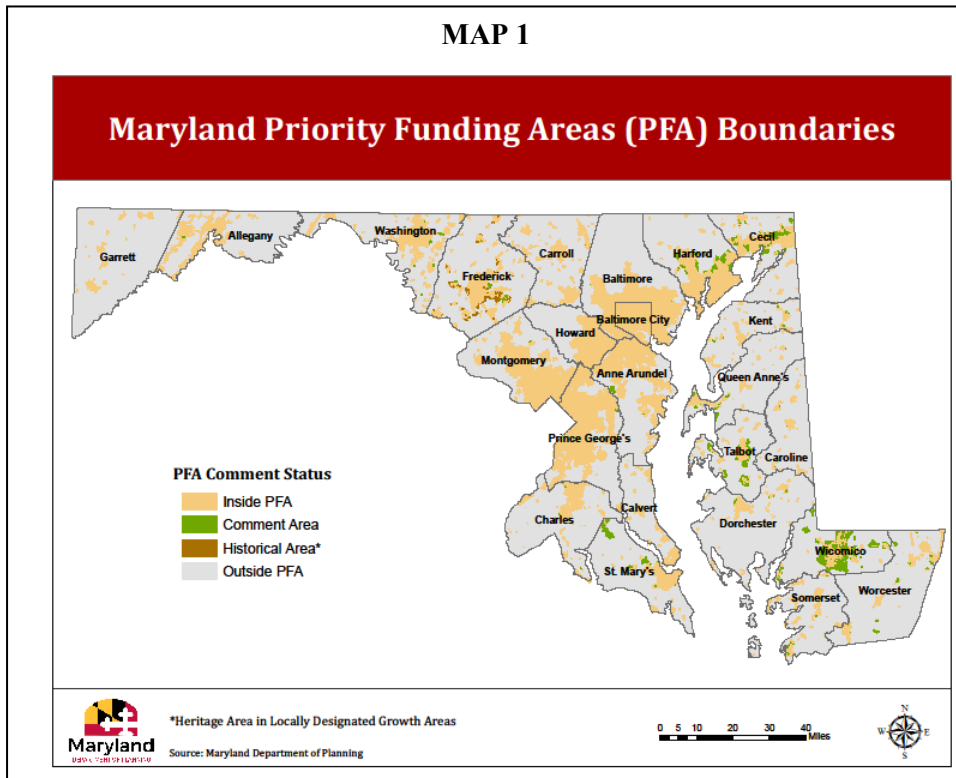 MAP 1
Maryland Priority Funding Areas (PFA) Boundaries
Garrett
Allegany
Washington
Frederick
Carroll
Baltimore
Harford
Cecil
Baltimore City
Howard
Kent
Montgomery
Anne Arundel
Queen Anne's
Prince George's
Talbot
Caroline
Charles
Calvert
Dorchester
St. Mary's
Wicomico
Somerset
Worcester
PFA Comment Status
Inside PFA
Comment Area
Historical Area*
Outside PFA
Maryland
DEPARTMENT OF PLANNING
*Heritage Area in Locally Designated Growth Areas
Source: Maryland Department of Planning
0 5 10 20 30 40
Miles
N
W E
S